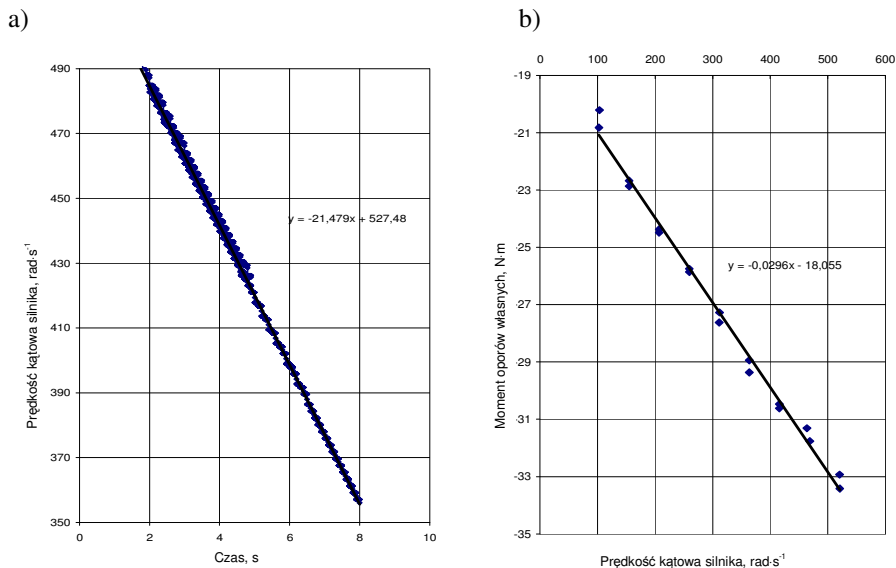 a)
490
470
450
430
410
390
370
350
0 2 4 6 8 10
Prędkość kątowa silnika, rad·s⁻¹
Czas, s
y = -21,479x + 527,48
b)
0 100 200 300 400 500 600
-19
-21
-23
-25
-27
-29
-31
-33
-35
Moment oporów własnych, N·m
y = -0,0296x - 18,055
Prędkość kątowa silnika, rad·s⁻¹